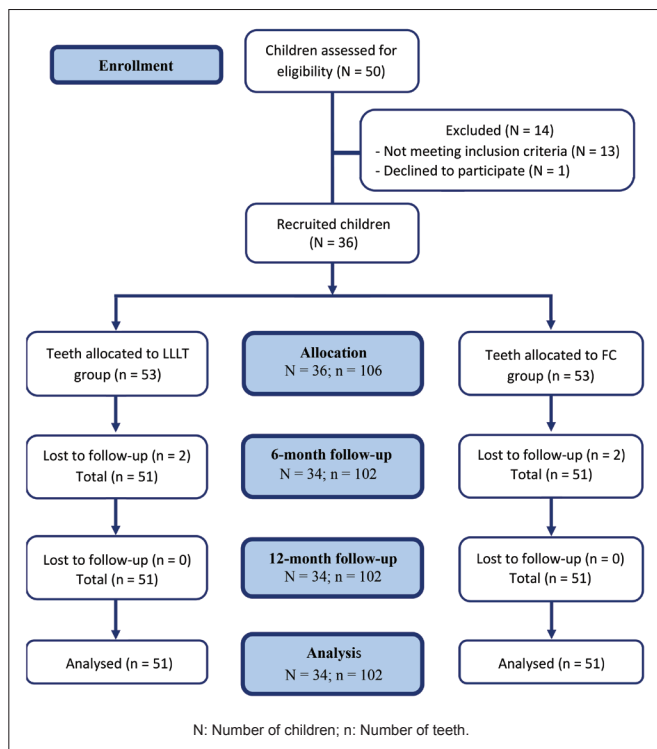 Enrollment
Children assessed for
eligibility (N = 50)
Excluded (N = 14)
- Not meeting inclusion criteria (N = 13)
- Declined to participate (N = 1)
Recruited children
(N = 36)
Teeth allocated to LLLT
group (n = 53)
Allocation
N = 36; n = 106
Teeth allocated to FC
group (n = 53)
Lost to follow-up (n = 2)
Total (n = 51)
6-month follow-up
N = 34; n = 102
Lost to follow-up (n = 2)
Total (n = 51)
Lost to follow-up (n = 0)
Total (n = 51)
12-month follow-up
N = 34; n = 102
Lost to follow-up (n = 0)
Total (n = 51)
Analysed (n = 51)
Analysis
N = 34; n = 102
Analysed (n = 51)
N: Number of children; n: Number of teeth.